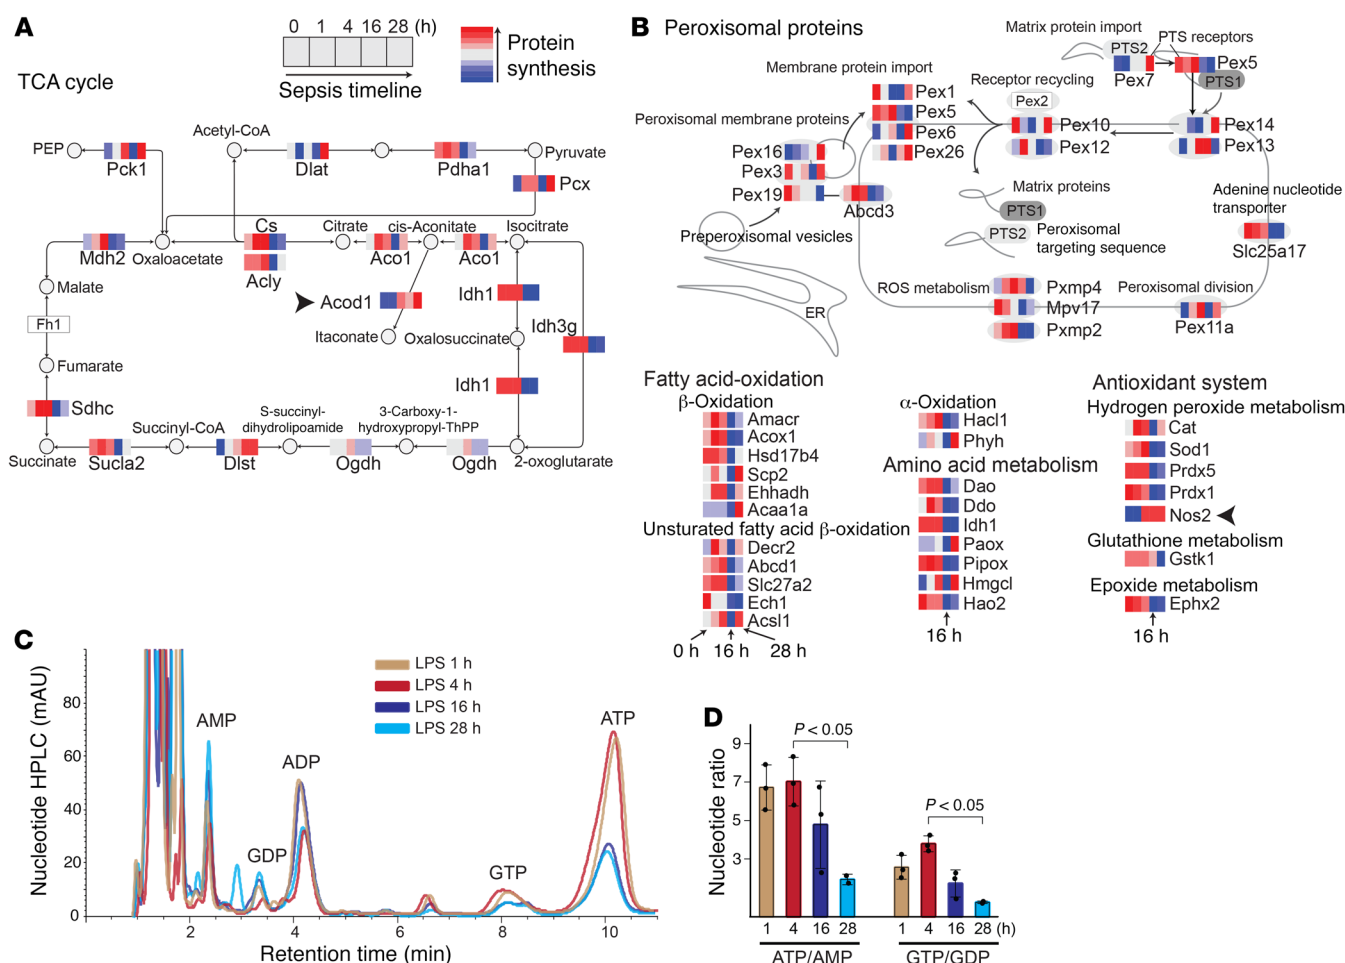 A
0 1 4 16 28 (h)
Sepsis timeline
Protein
synthesis
TCA cycle
Acetyl-CoA
PEP
Pck1
Dlat
Pdha1
Pyruvate
Pcx
Cs
Citrate
cis-Aconitate
Isocitrate
Mdh2
Oxaloacetate
Acly
Aco1
Aco1
Malate
Acod1
Idh1
Fh1
Itaconate
Oxalosuccinate
Idh3g
Fumarate
Idh1
Sdhc
S-succinyl-
dihydrolipoamide
3-Carboxy-1-
hydroxypropyl-ThPP
Succinyl-CoA
Succinate
Sucla2
Dlst
Ogdh
Ogdh
2-oxoglutarate
B
Peroxisomal proteins
Matrix protein import
PTS2
PTS receptors
Pex7
Pex5
PTS1
Membrane protein import
Receptor recycling
Pex1
Pex2
Pex5
Peroxisomal membrane proteins
Pex6
Pex10
Pex14
Pex16
Pex26
Pex12
Pex13
Pex3
Pex19
Abcd3
Matrix proteins
PTS1
PTS2
Peroxisomal
targeting sequence
Adenine nucleotide
transporter
Slc25a17
Preperoxisomal vesicles
ER
ROS metabolism
Pxmp4
Mpv17
Pxmp2
Peroxisomal division
Pex11a
Fatty acid-oxidation
β-Oxidation
Amacr
Acox1
Hsd17b4
Scp2
Ehhadh
Acaa1a
Unsturated fatty acid β-oxidation
Decr2
Abcd1
Slc27a2
Ech1
Acsl1
0 h 16 h 28 h
α-Oxidation
Hacl1
Phyh
Amino acid metabolism
Dao
Ddo
Idh1
Paox
Pipox
Hmgcl
Hao2
16 h
Antioxidant system
Hydrogen peroxide metabolism
Cat
Sod1
Prdx5
Prdx1
Nos2
Glutathione metabolism
Gstk1
Epoxide metabolism
Ephx2
16 h
C
Nucleotide HPLC (mAU)
80
60
40
20
0
LPS 1 h
LPS 4 h
LPS 16 h
LPS 28 h
AMP
GDP
ADP
GTP
ATP
2 4 6 8 10
Retention time (min)
D
Nucleotide ratio
9
7
5
3
P < 0.05
P < 0.05
1 4 16 28 1 4 16 28 (h)
ATP/AMP GTP/GDP